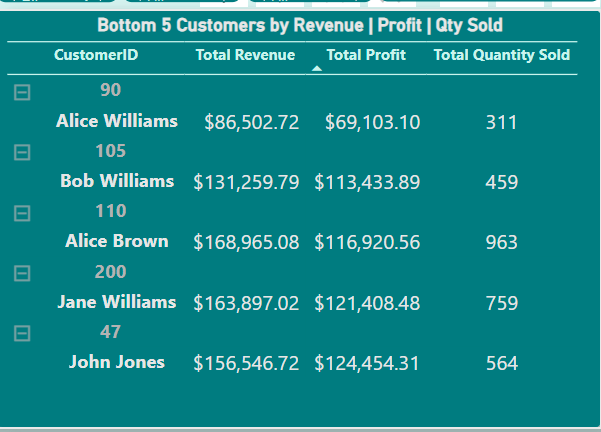 Bottom 5 Customers by Revenue | Profit | Qty Sold
CustomerID Total Revenue Total Profit Total Quantity Sold
90
Alice Williams $86,502.72 $69,103.10 311
105
Bob Williams $131,259.79 $113,433.89 459
110
Alice Brown $168,965.08 $116,920.56 963
200
Jane Williams $163,897.02 $121,408.48 759
47
John Jones $156,546.72 $124,454.31 564